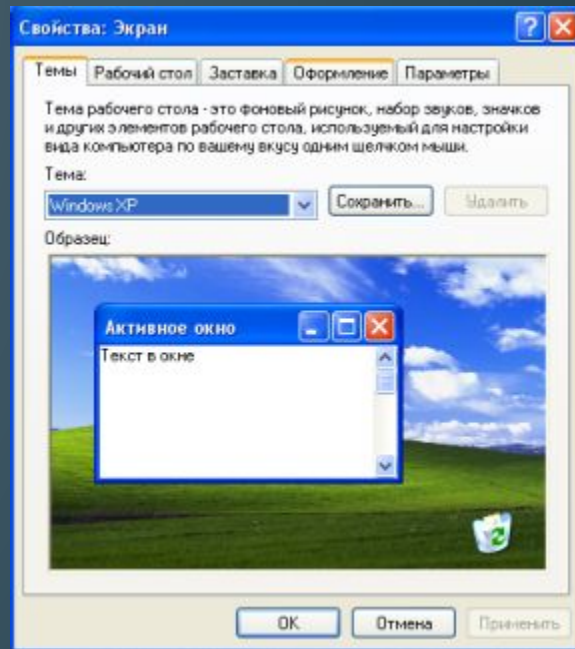 Свойства: Экран
Темы Рабочий стол Заставка Оформление Параметры
Тема рабочего стола - это фоновый рисунок, набор звуков, значков
и других элементов рабочего стола, используемый для настройки
вида компьютера по вашему вкусу одним щелчком мыши.
Тема:
Windows XP Сохранить... Удалить
Образец:
Активное окно
Текст в окне
OK Отмена Применить